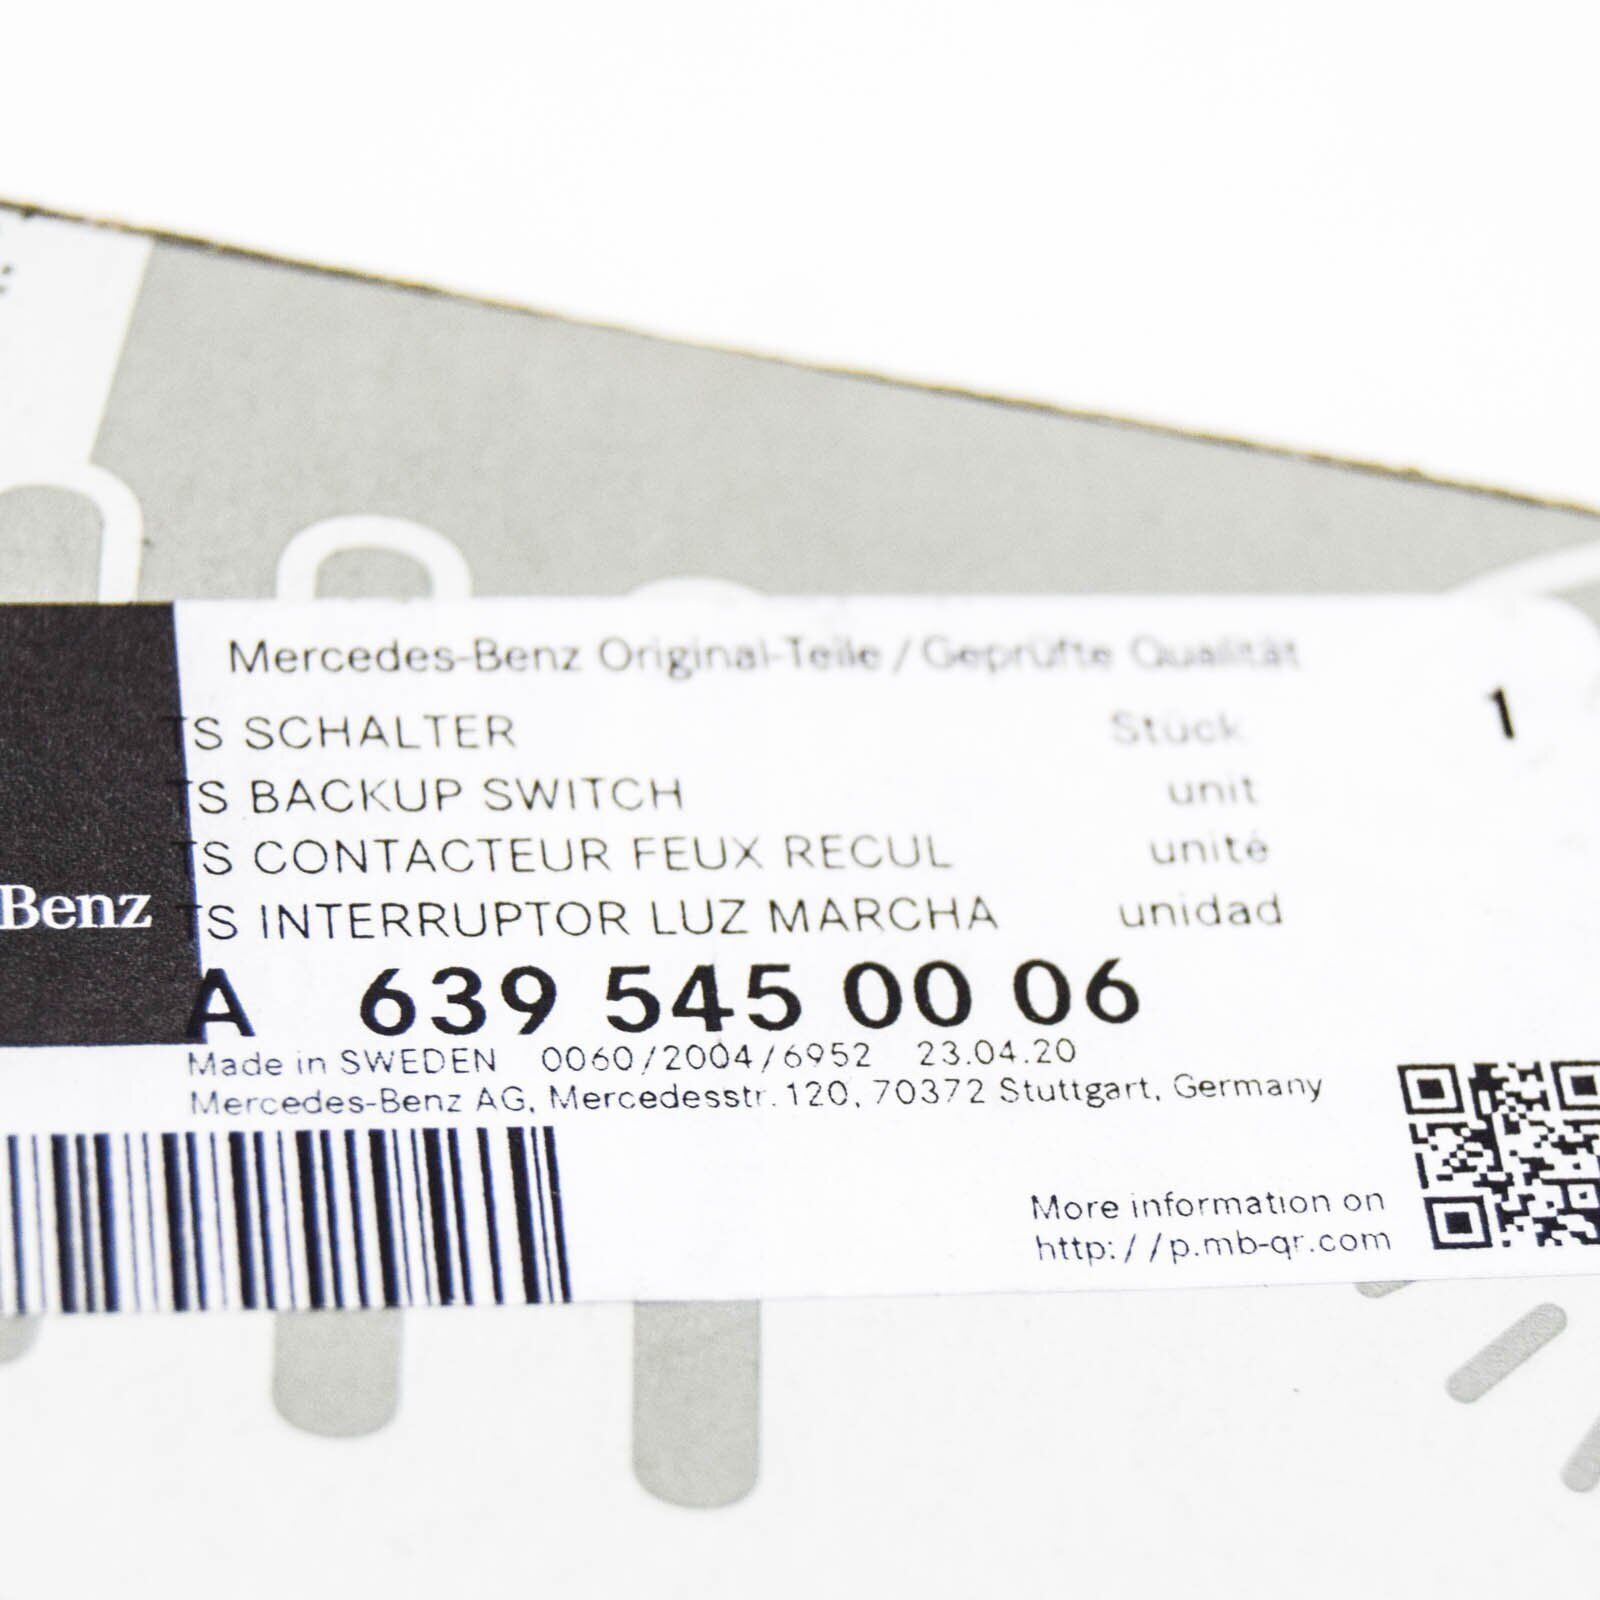 Mercedes-Benz Original-Teile / Geprüfte Qualität
TS SCHALTER Stück 1
TS BACKUP SWITCH unit
TS CONTACTEUR FEUX RECUL unité
TS INTERRUPTOR LUZ MARCHA unidad
Benz
A 639 545 00 06
Made in SWEDEN 0060/2004/6952 23.04.20
Mercedes-Benz AG, Mercedesstr. 120, 70372 Stuttgart, Germany
More information on
http://p.mb-qr.com